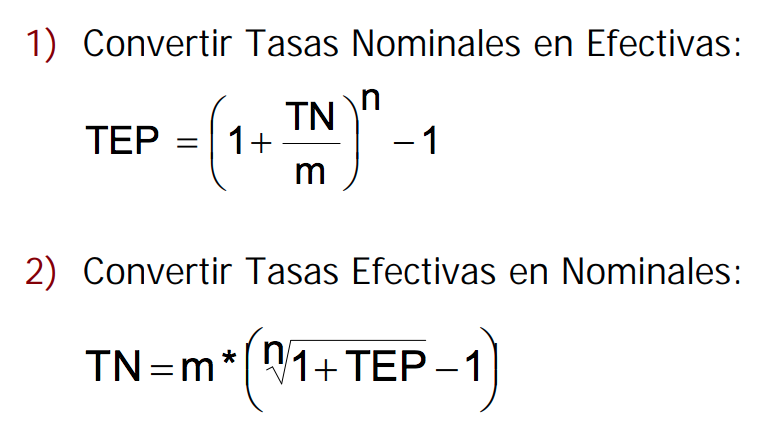 1) Convertir Tasas Nominales en Efectivas:
TEP = (1 + TN/m)^n − 1
2) Convertir Tasas Efectivas en Nominales:
TN = m * (ⁿ√(1 + TEP) − 1)